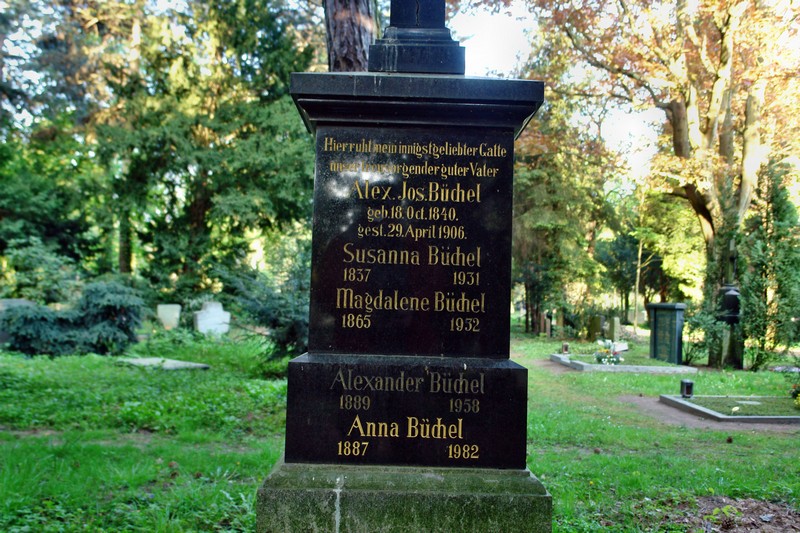 Hier ruht mein innigstgeliebter Gatte
unser treusorgender guter Vater
Alex. Jos. Büchel
geb. 18. Oct. 1840.
gest. 29. April 1906.
Susanna Büchel
1837 1931
Magdalene Büchel
1865 1932
Alexander Büchel
1889 1958
Anna Büchel
1887 1982